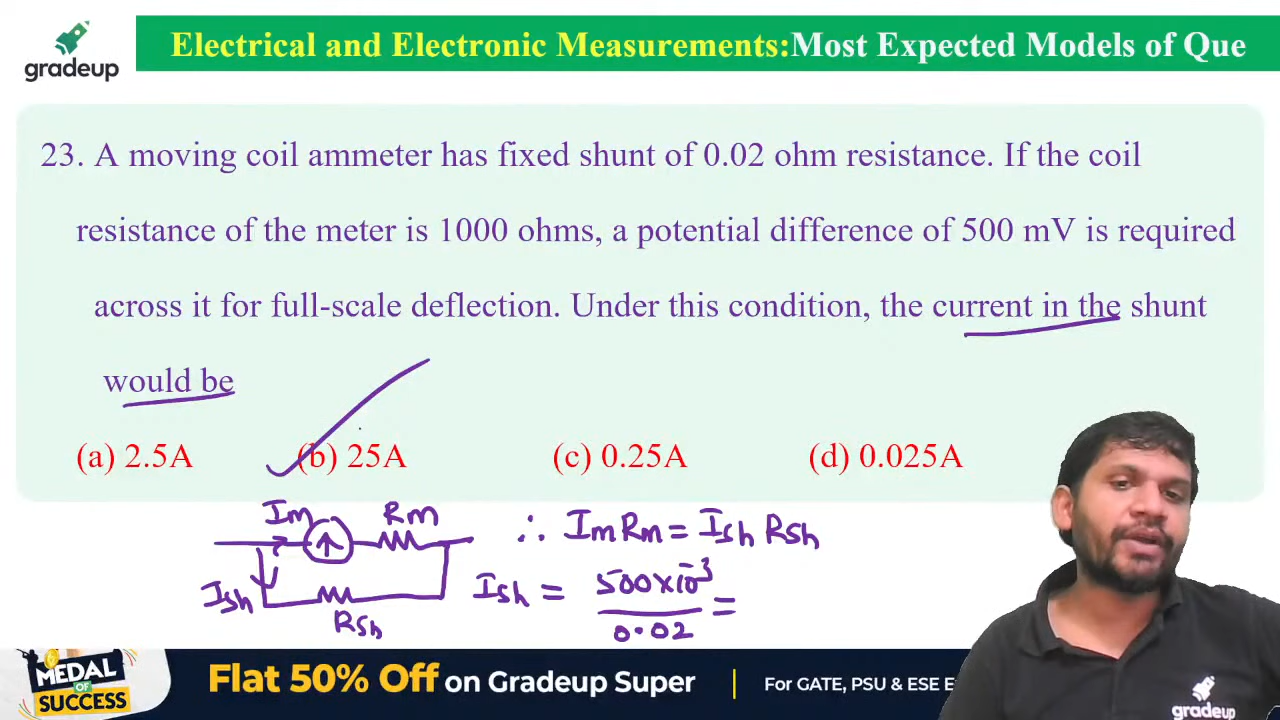 gradeup
Electrical and Electronic Measurements:Most Expected Models of Que
23. A moving coil ammeter has fixed shunt of 0.02 ohm resistance. If the coil
resistance of the meter is 1000 ohms, a potential difference of 500 mV is required
across it for full-scale deflection. Under this condition, the current in the shunt
would be
(a) 2.5A (b) 25A (c) 0.25A (d) 0.025A
Im Rm
∴ ImRm = Ish Rsh
Ish Rsh
Ish = 500×10⁻³ / 0.02 =
MEDAL
OF
SUCCESS
Flat 50% Off on Gradeup Super | For GATE, PSU & ESE E
gradeup